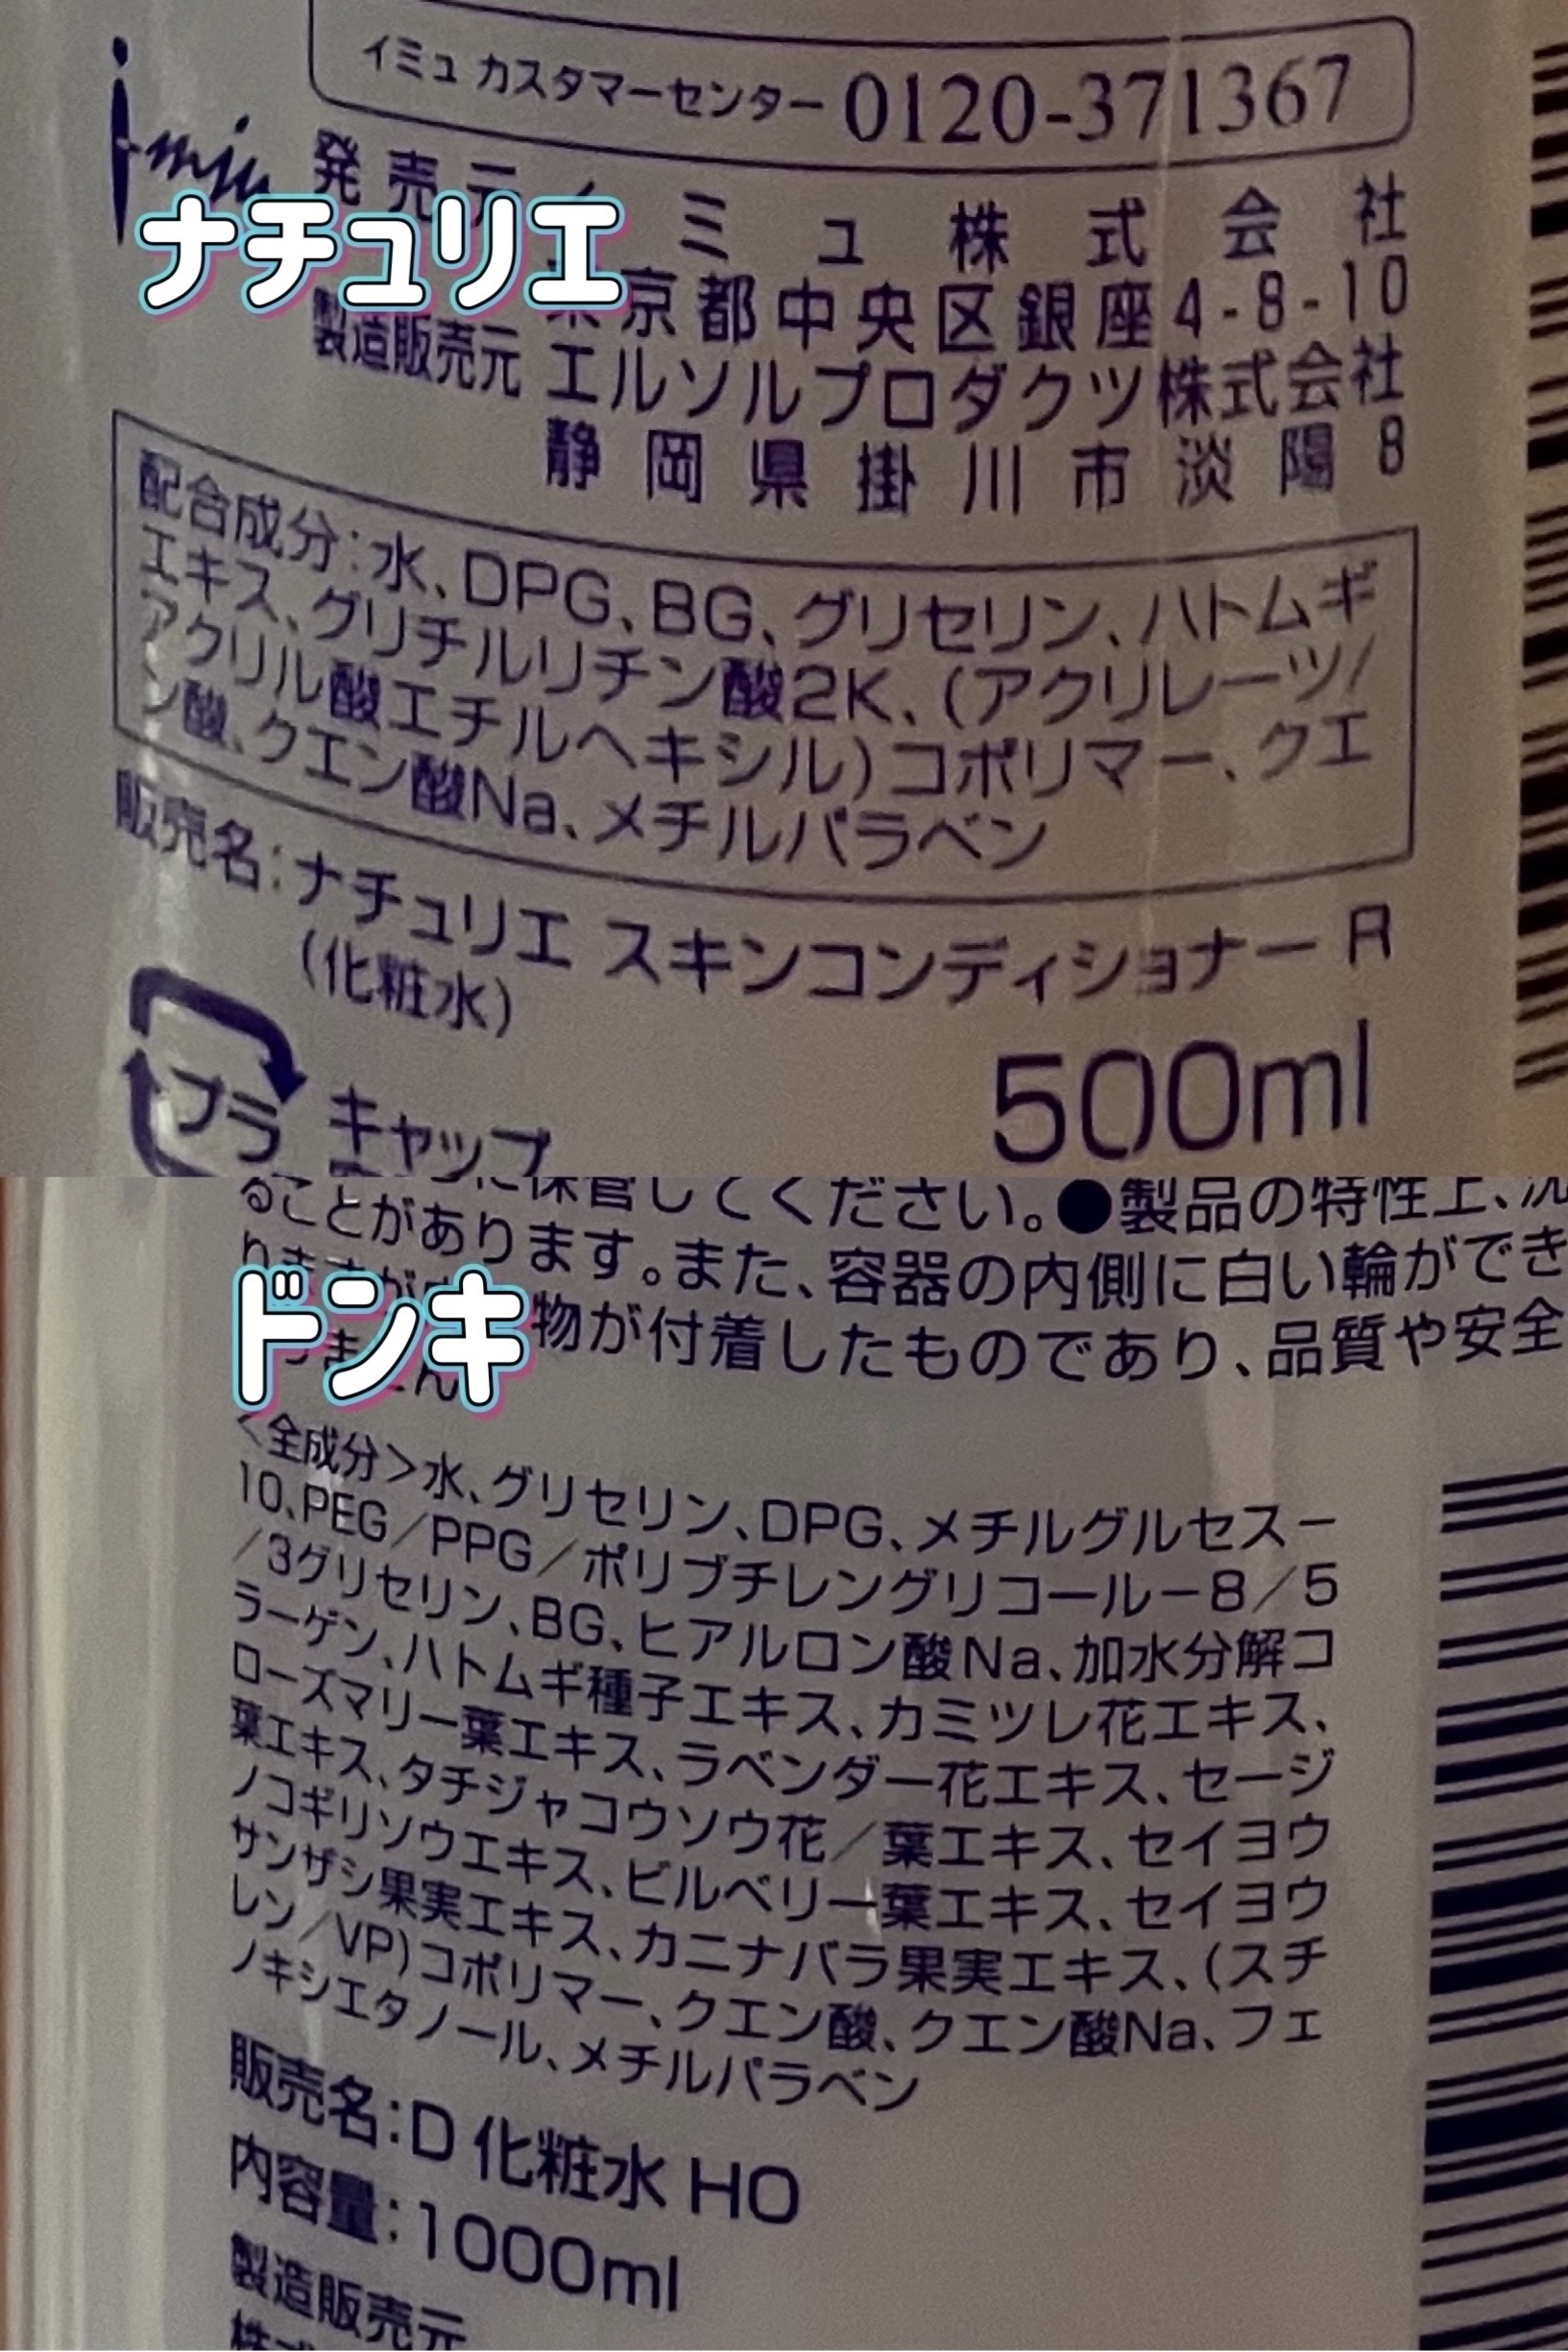 イミュ カスタマーセンター 0120-371367
i-miu
発売元 イミュ株式会社
ナチュリエ
京都中央区銀座4-8-10
製造販売元 エルソルプロダクツ株式会社
静岡県掛川市淡陽8
配合成分:水、DPG、BG、グリセリン、ハトムギ
エキス、グリチルリチン酸2K、(アクリレーツ/
アクリル酸エチルヘキシル)コポリマー、クエ
ン酸、クエン酸Na、メチルパラベン
販売名:ナチュリエ スキンコンディショナー R
(化粧水)
500ml
プラ キャップ
に保管してください。●製品の特性上、
ることがあります。また、容器の内側に白い輪ができ
ドンキ
物が付着したものであり、品質や安全
<全成分>水、グリセリン、DPG、メチルグルセスー
10、PEG/PPG/ポリブチレングリコールー8/5
/3グリセリン、BG、ヒアルロン酸Na、加水分解コ
ラーゲン、ハトムギ種子エキス、カミツレ花エキス、
ローズマリー葉エキス、ラベンダー花エキス、セージ
葉エキス、タチジャコウソウ花/葉エキス、セイヨウ
ノコギリソウエキス、ビルベリー葉エキス、セイヨウ
サンザシ果実エキス、カニナバラ果実エキス、(スチ
レン/VP)コポリマー、クエン酸、クエン酸Na、フェ
ノキシエタノール、メチルパラベン
販売名:D 化粧水 HO
内容量:1000ml
製造販売元